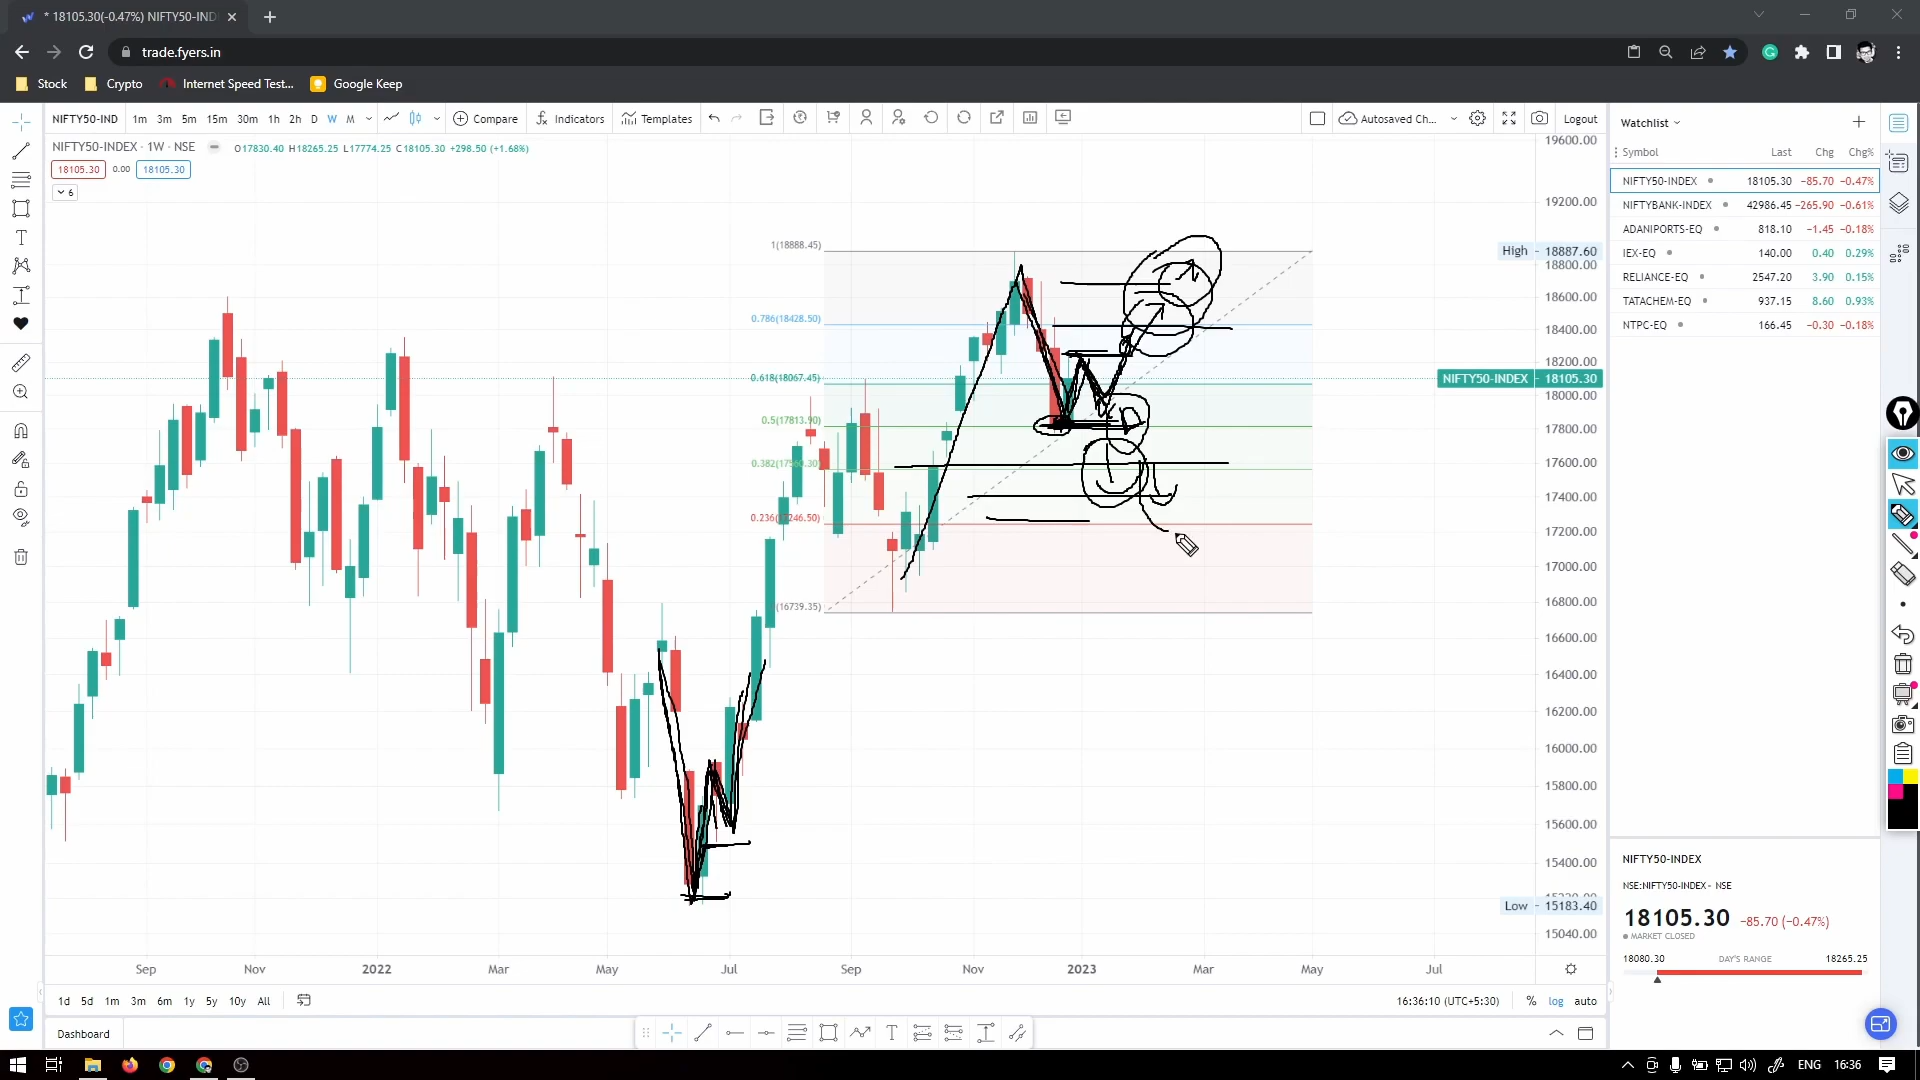 * 18105.30(-0.47%) NIFTY50-IND
trade.fyers.in
Stock Crypto Internet Speed Test... Google Keep
NIFTY50-IND 1m 3m 5m 15m 30m 1h 2h D W M Compare Indicators Templates Autosaved Ch... Logout
NIFTY50-INDEX · 1W · NSE O17830.40 H18265.25 L17774.25 C18105.30 +298.50 (+1.68%)
18105.30 0.00 18105.30
6
19600.00
19200.00
1(18888.45) High 18887.60
18800.00
18600.00
0.786(18428.50) 18400.00
18200.00
0.618(18067.45) NIFTY50-INDEX 18105.30
18000.00
0.5(17813.90) 17800.00
17600.00
17400.00
17200.00
17000.00
(16739.35) 16800.00
16600.00
16400.00
16200.00
16000.00
15800.00
15600.00
15400.00
Low 15183.40
15040.00
Sep Nov 2022 Mar May Jul Sep Nov 2023 Mar May Jul
1d 5d 1m 3m 6m 1y 5y 10y All 16:36:10 (UTC+5:30) % log auto
Dashboard
Watchlist
Symbol Last Chg Chg%
NIFTY50-INDEX 18105.30 −85.70 −0.47%
NIFTYBANK-INDEX 42986.45 −265.90 −0.61%
ADANIPORTS-EQ 818.10 −1.45 −0.18%
IEX-EQ 140.00 0.40 0.29%
RELIANCE-EQ 2547.20 3.90 0.15%
TATACHEM-EQ 937.15 8.60 0.93%
NTPC-EQ 166.45 −0.30 −0.18%
NIFTY50-INDEX
NSE:NIFTY50-INDEX - NSE
18105.30 −85.70 (−0.47%)
MARKET CLOSED
18080.30 DAY'S RANGE 18265.25
ENG 16:36